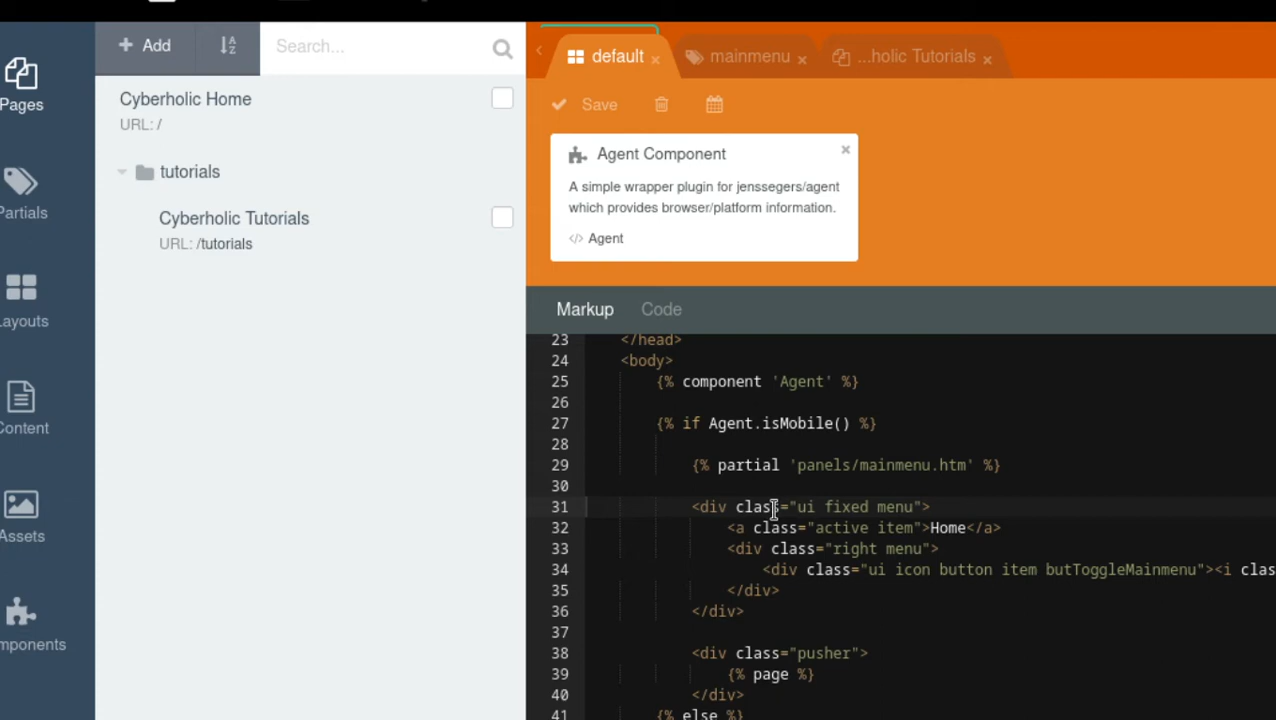 Pages
Partials
Layouts
Content
Assets
mponents
Add
Search...
Cyberholic Home
URL: /
tutorials
Cyberholic Tutorials
URL: /tutorials
default
mainmenu
...holic Tutorials
Save
Agent Component
A simple wrapper plugin for jenssegers/agent
which provides browser/platform information.
</> Agent
Markup
Code
23 </head>
24 <body>
25 {% component 'Agent' %}
26
27 {% if Agent.isMobile() %}
28
29 {% partial 'panels/mainmenu.htm' %}
30
31 <div class="ui fixed menu">
32 <a class="active item">Home</a>
33 <div class="right menu">
34 <div class="ui icon button item butToggleMainmenu"><i clas
35 </div>
36 </div>
37
38 <div class="pusher">
39 {% page %}
40 </div>
41 {% else %}